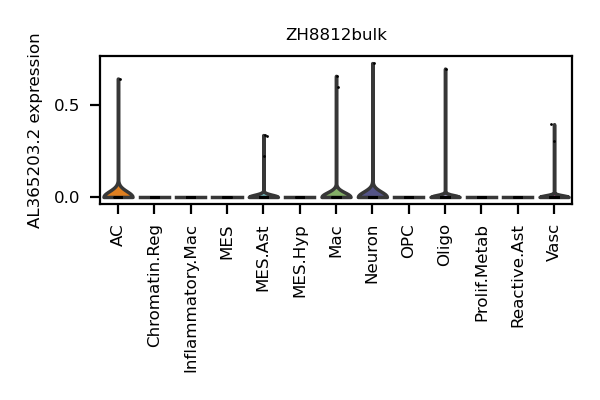 ZH8812bulk
AL365203.2 expression
0.5
0.0
AC
Chromatin.Reg
Inflammatory.Mac
MES
MES.Ast
MES.Hyp
Mac
Neuron
OPC
Oligo
Prolif.Metab
Reactive.Ast
Vasc